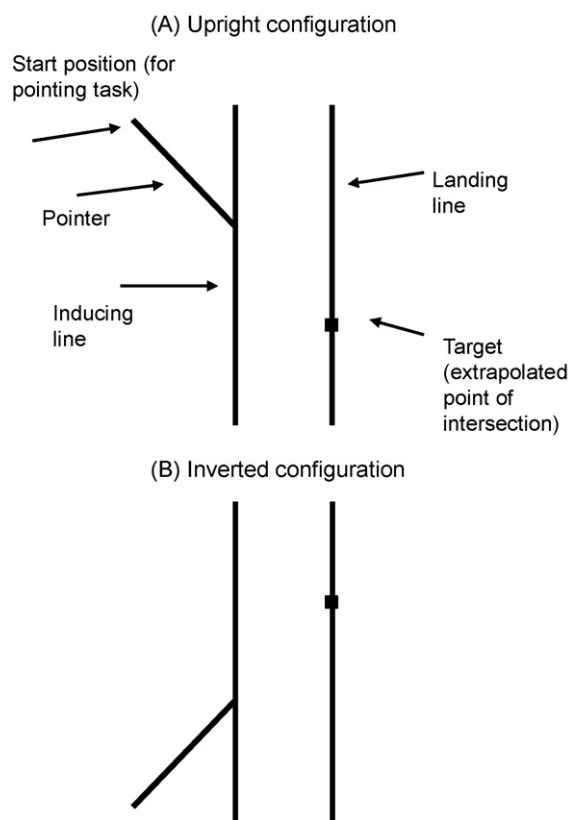 (A) Upright configuration
Start position (for
pointing task)
Pointer
Landing
line
Inducing
line
Target
(extrapolated
point of
intersection)
(B) Inverted configuration